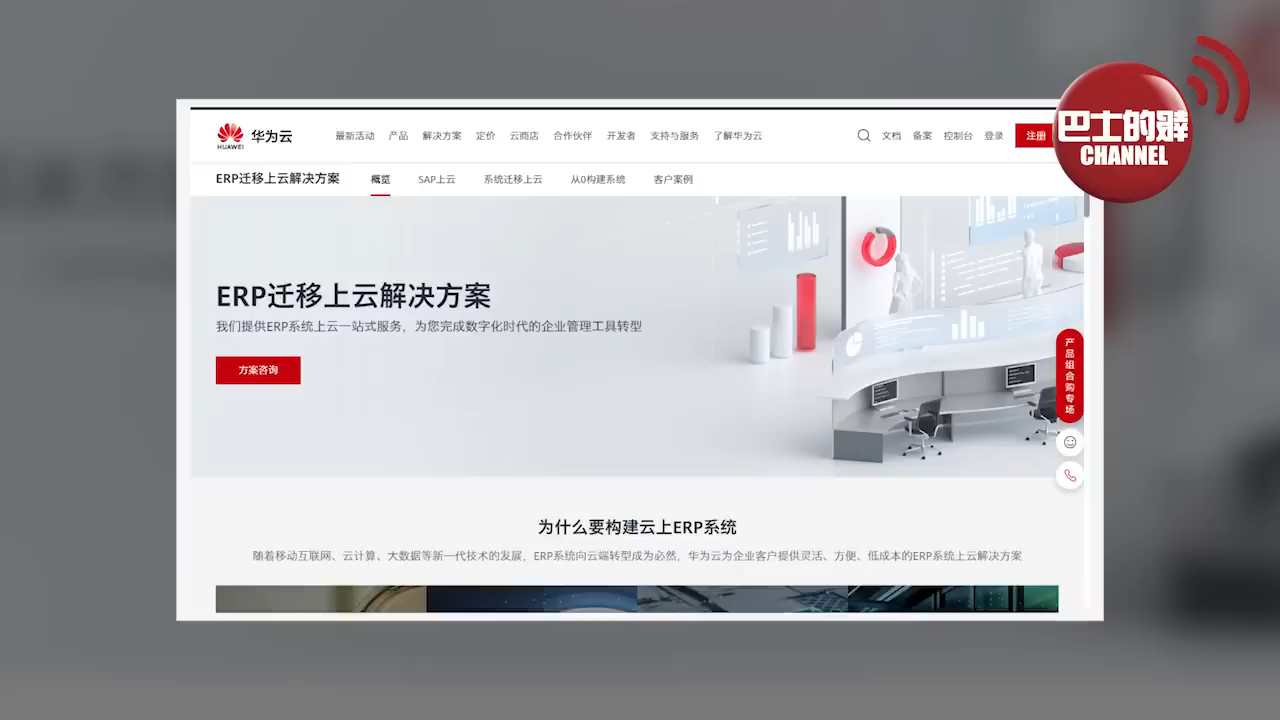 巴士的報
CHANNEL
HUAWEI
华为云
最新活动 产品 解决方案 定价 云商店 合作伙伴 开发者 支持与服务 了解华为云
文档 备案 控制台 登录 注册
ERP迁移上云解决方案 概览 SAP上云 系统迁移上云 从0构建系统 客户案例
ERP迁移上云解决方案
我们提供ERP系统上云一站式服务，为您完成数字化时代的企业管理工具转型
方案咨询
产品组合购专场
为什么要构建云上ERP系统
随着移动互联网、云计算、大数据等新一代技术的发展，ERP系统向云端转型成为必然，华为云为企业客户提供灵活、方便、低成本的ERP系统上云解决方案